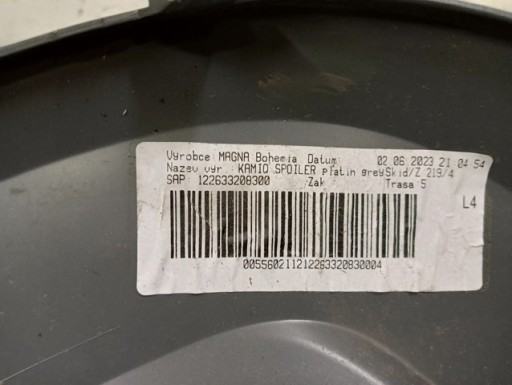 Vyrobce MAGNA Bohemia Datum 02 06 2023 21 04 54
Nazev vyr. KAMIO SPOILER platin grey Skid/Z 219/4
SAP 122633208300 Zak Trasa 5
L4
005560211212263320830004